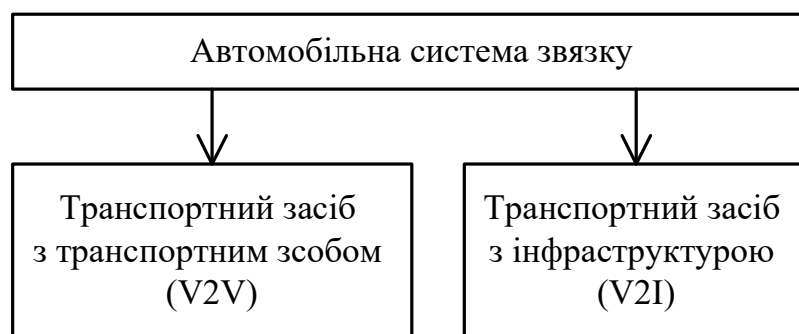 Автомобільна система звязку
Транспортний засіб
з транспортним зсобом
(V2V)
Транспортний засіб
з інфраструктурою
(V2I)